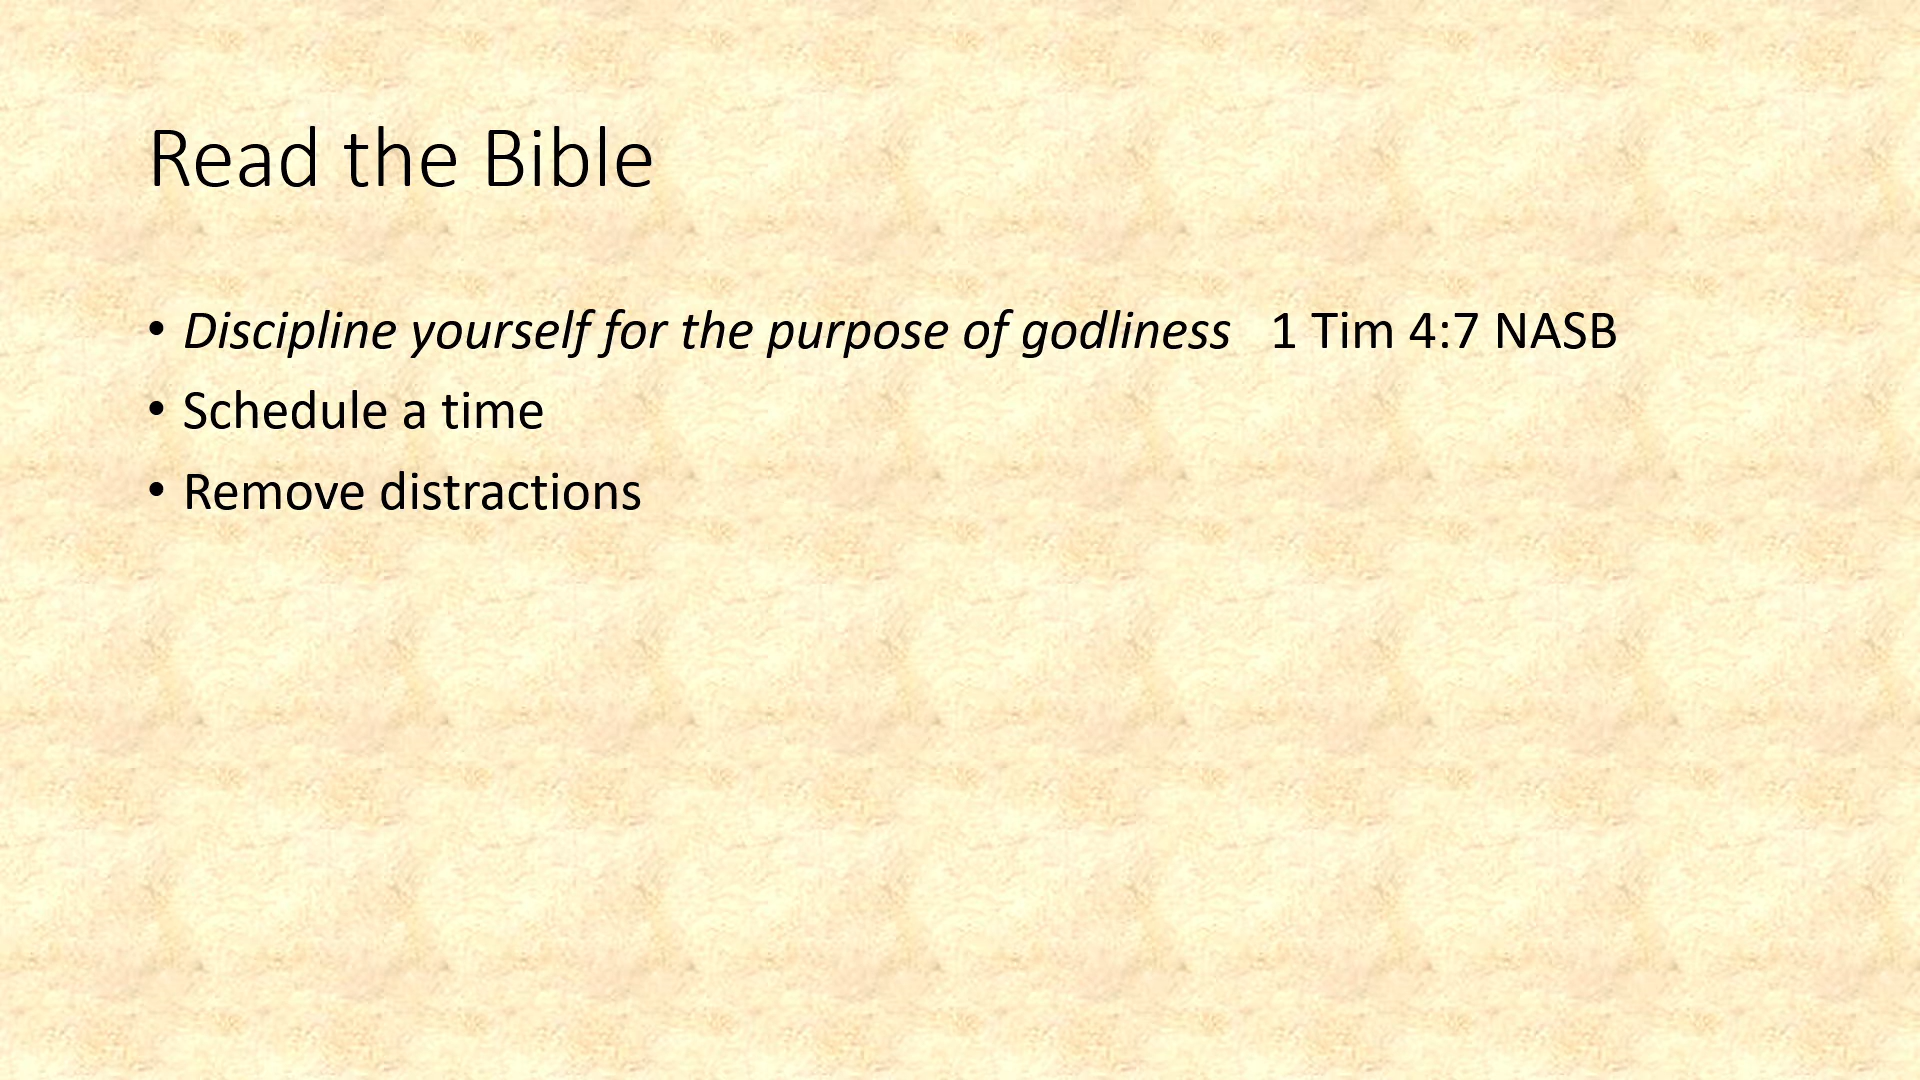 Read the Bible
• Discipline yourself for the purpose of godliness   1 Tim 4:7 NASB
• Schedule a time
• Remove distractions